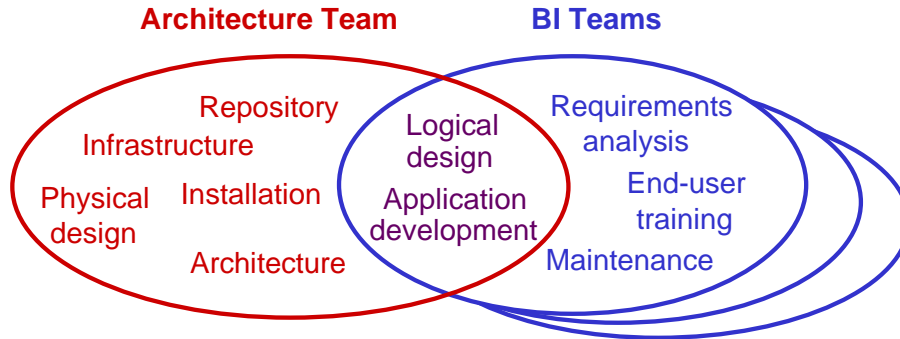 Architecture Team
BI Teams
Repository
Infrastructure
Physical
design
Installation
Architecture
Logical
design
Application
development
Requirements
analysis
End-user
training
Maintenance